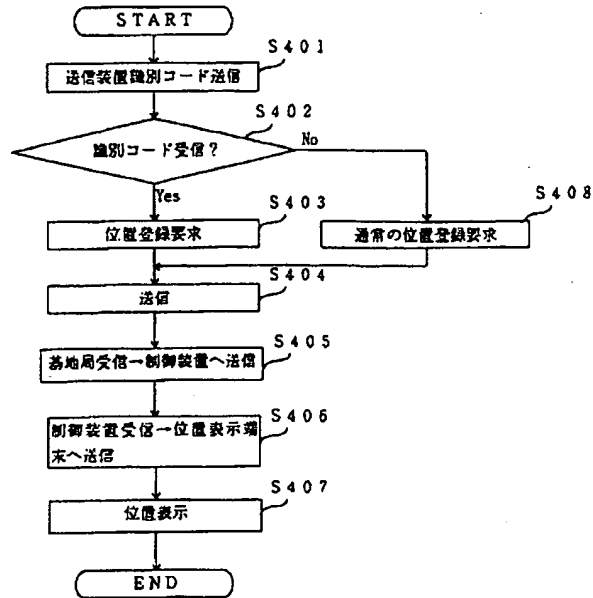 START
S401
送信装置識別コード送信
S402
識別コード受信？
No
Yes
S403
位置登録要求
S408
通常の位置登録要求
S404
送信
S405
基地局受信→制御装置へ送信
S406
制御装置受信→位置表示端
末へ送信
S407
位置表示
END